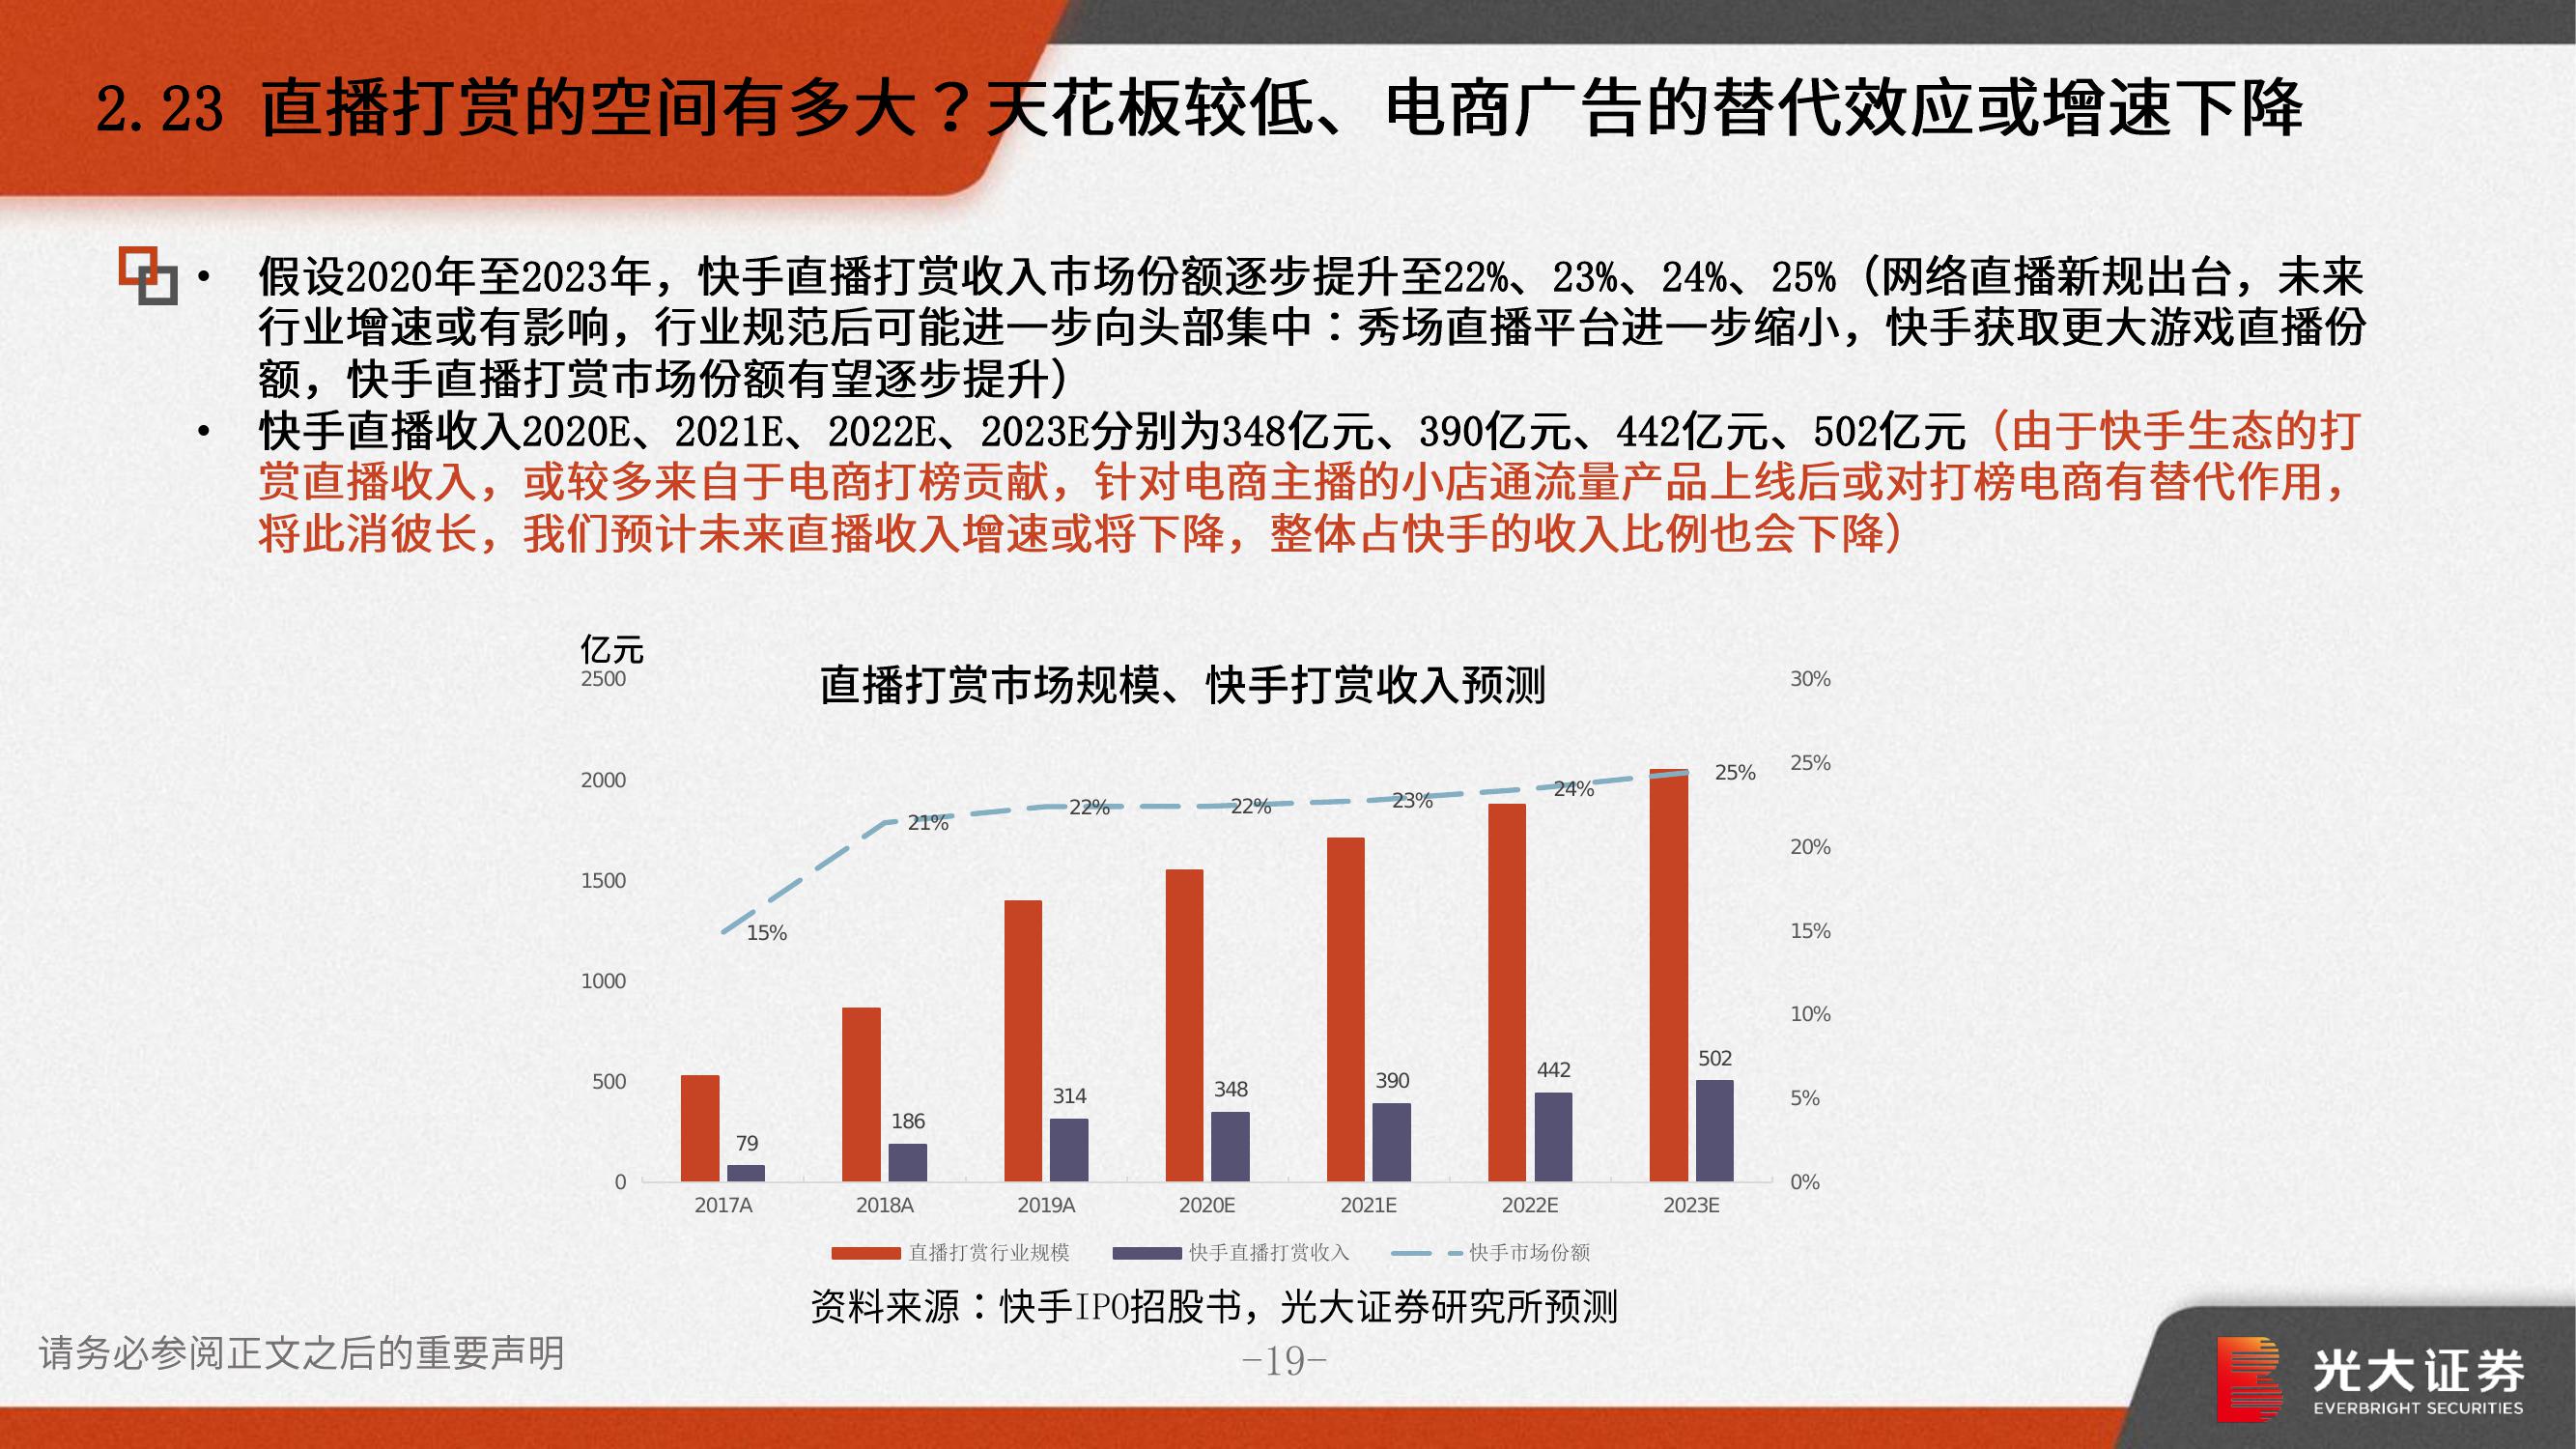 2.23 直播打赏的空间有多大？天花板较低、电商广告的替代效应或增速下降
• 假设2020年至2023年，快手直播打赏收入市场份额逐步提升至22%、23%、24%、25%（网络直播新规出台，未来
行业增速或有影响，行业规范后可能进一步向头部集中：秀场直播平台进一步缩小，快手获取更大游戏直播份
额，快手直播打赏市场份额有望逐步提升）
• 快手直播收入2020E、2021E、2022E、2023E分别为348亿元、390亿元、442亿元、502亿元（由于快手生态的打
赏直播收入，或较多来自于电商打榜贡献，针对电商主播的小店通流量产品上线后或对打榜电商有替代作用，
将此消彼长，我们预计未来直播收入增速或将下降，整体占快手的收入比例也会下降）
亿元
直播打赏市场规模、快手打赏收入预测
2500
2000
1500
1000
500
0
30%
25%
20%
15%
10%
5%
0%
15%
21%
22%
22%
23%
24%
25%
79
186
314
348
390
442
502
2017A
2018A
2019A
2020E
2021E
2022E
2023E
直播打赏行业规模
快手直播打赏收入
快手市场份额
资料来源：快手IPO招股书，光大证券研究所预测
请务必参阅正文之后的重要声明
-19-
光大证券
EVERBRIGHT SECURITIES